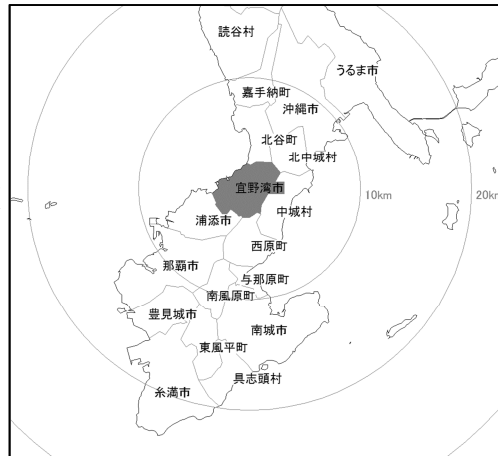 読谷村
うるま市
嘉手納町
沖縄市
北谷町
北中城村
宜野湾市
10km
20km
中城村
浦添市
西原町
那覇市
与那原町
南風原町
豊見城市
南城市
東風平町
具志頭村
糸満市